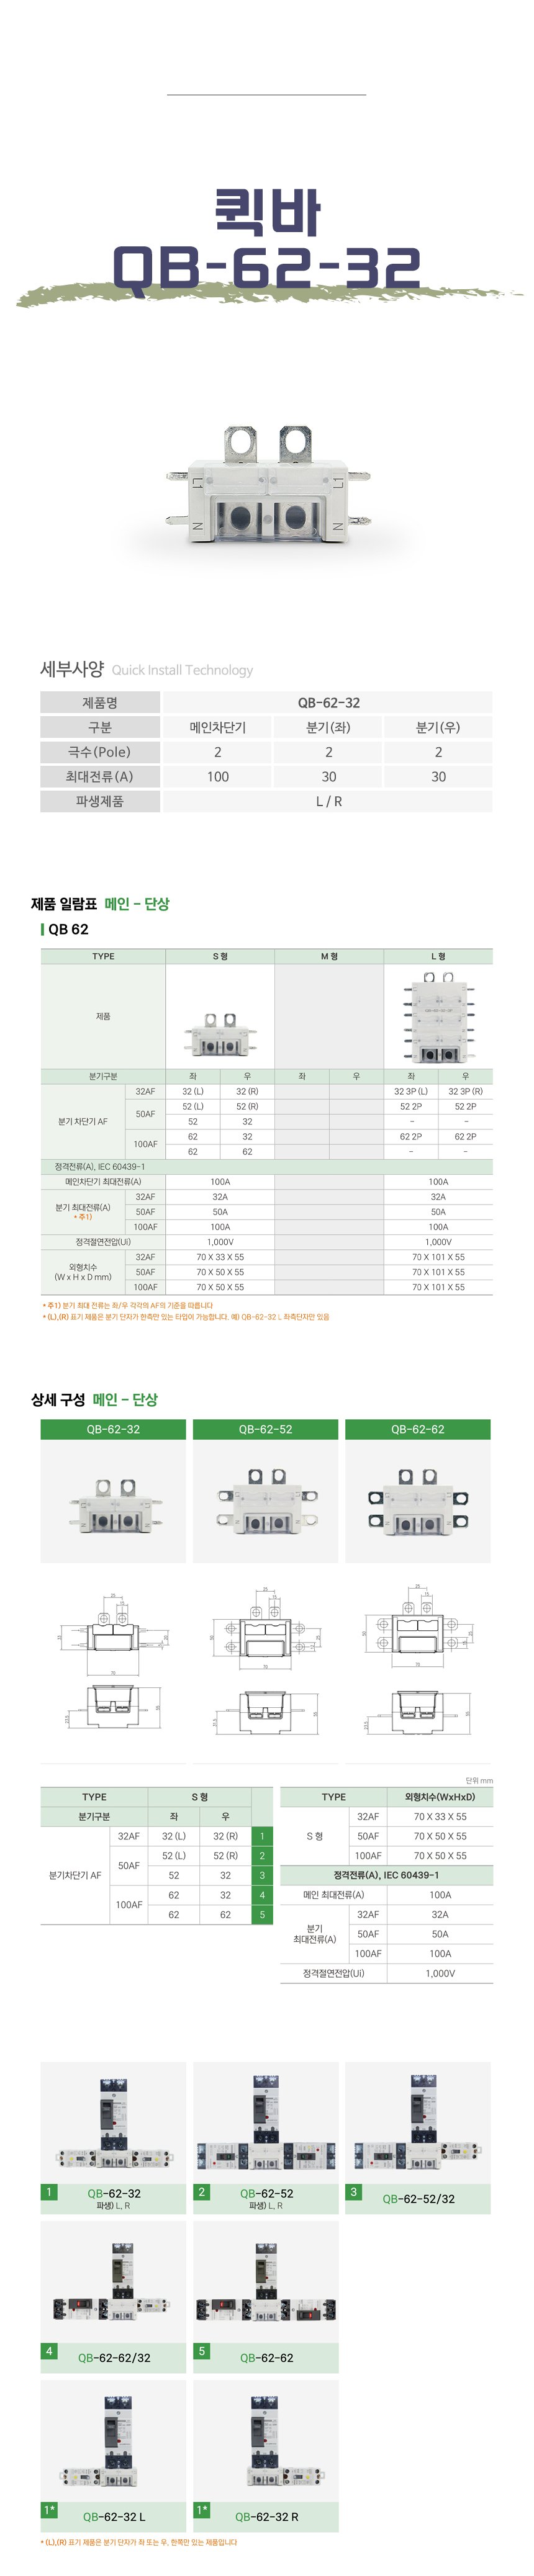 퀵바
QB-62-32
L1 L1
N N
세부사양 Quick Install Technology
제품명 QB-62-32
구분 메인차단기 분기(좌) 분기(우)
극수(Pole) 2 2 2
최대전류(A) 100 30 30
파생제품 L / R
제품 일람표 메인 - 단상
QB 62
TYPE S 형 M 형 L 형
제품
분기구분 좌 우 좌 우 좌 우
분기 차단기 AF 32AF 32 (L) 32 (R) 32 3P (L) 32 3P (R)
50AF 52 (L) 52 (R) 52 2P 52 2P
52 32 - -
100AF 62 32 62 2P 62 2P
62 62 - -
정격전류(A), IEC 60439-1
메인차단기 최대전류(A) 100A 100A
분기 최대전류(A) *주1) 32AF 32A 32A
50AF 50A 50A
100AF 100A 100A
정격절연전압(Ui) 1,000V 1,000V
외형치수 (W x H x D mm) 32AF 70 X 33 X 55 70 X 101 X 55
50AF 70 X 50 X 55 70 X 101 X 55
100AF 70 X 50 X 55 70 X 101 X 55
* 주1) 분기 최대 전류는 좌/우 각각의 AF의 기준을 따릅니다
* (L),(R) 표기 제품은 분기 단자가 한측만 있는 타입이 가능합니다. 예) QB-62-32 L 좌측단자만 있음
상세 구성 메인 - 단상
QB-62-32 QB-62-52 QB-62-62
단위 mm
TYPE S 형
분기구분 좌 우
분기차단기 AF 32AF 32 (L) 32 (R) 1
50AF 52 (L) 52 (R) 2
52 32 3
100AF 62 32 4
62 62 5
TYPE 외형치수(WxHxD)
S 형 32AF 70 X 33 X 55
50AF 70 X 50 X 55
100AF 70 X 50 X 55
정격전류(A), IEC 60439-1
메인 최대전류(A) 100A
분기 최대전류(A) 32AF 32A
50AF 50A
100AF 100A
정격절연전압(Ui) 1,000V
1 QB-62-32
파생) L, R
2 QB-62-52
파생) L, R
3 QB-62-52/32
4 QB-62-62/32
5 QB-62-62
1* QB-62-32 L
1* QB-62-32 R
* (L),(R) 표기 제품은 분기 단자가 좌 또는 우, 한쪽만 있는 제품입니다